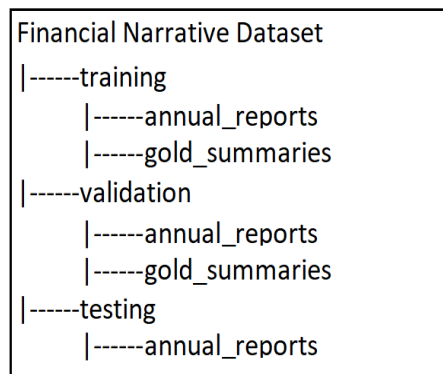 Financial Narrative Dataset
|------training
|------annual_reports
|------gold_summaries
|------validation
|------annual_reports
|------gold_summaries
|------testing
|------annual_reports